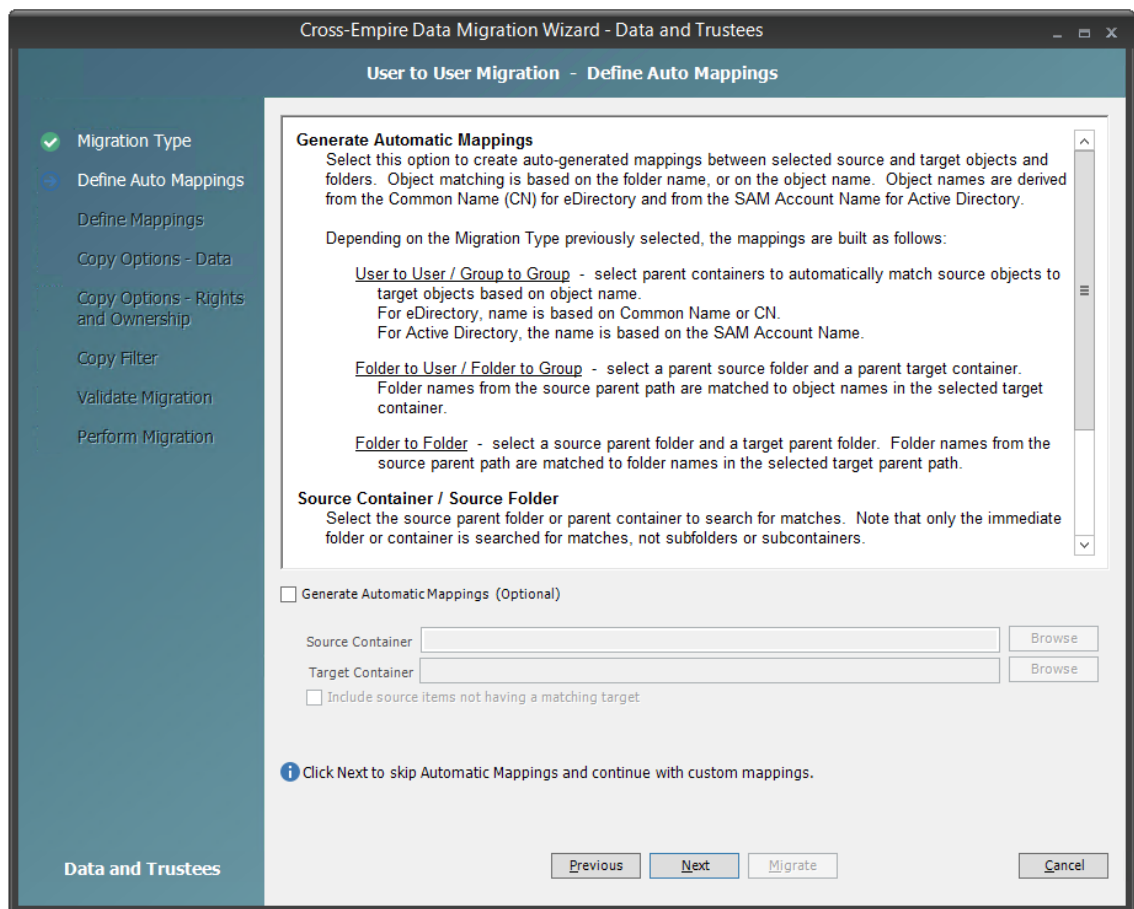 Cross-Empire Data Migration Wizard - Data and Trustees
User to User Migration - Define Auto Mappings
Migration Type
Define Auto Mappings
Define Mappings
Copy Options - Data
Copy Options - Rights
and Ownership
Copy Filter
Validate Migration
Perform Migration
Data and Trustees
Generate Automatic Mappings
Select this option to create auto-generated mappings between selected source and target objects and
folders. Object matching is based on the folder name, or on the object name. Object names are derived
from the Common Name (CN) for eDirectory and from the SAM Account Name for Active Directory.
Depending on the Migration Type previously selected, the mappings are built as follows:
User to User / Group to Group - select parent containers to automatically match source objects to
target objects based on object name.
For eDirectory, name is based on Common Name or CN.
For Active Directory, the name is based on the SAM Account Name.
Folder to User / Folder to Group - select a parent source folder and a parent target container.
Folder names from the source parent path are matched to object names in the selected target
container.
Folder to Folder - select a source parent folder and a target parent folder. Folder names from the
source parent path are matched to folder names in the selected target parent path.
Source Container / Source Folder
Select the source parent folder or parent container to search for matches. Note that only the immediate
folder or container is searched for matches, not subfolders or subcontainers.
Generate Automatic Mappings (Optional)
Source Container
Browse
Target Container
Browse
Include source items not having a matching target
Click Next to skip Automatic Mappings and continue with custom mappings.
Previous
Next
Migrate
Cancel